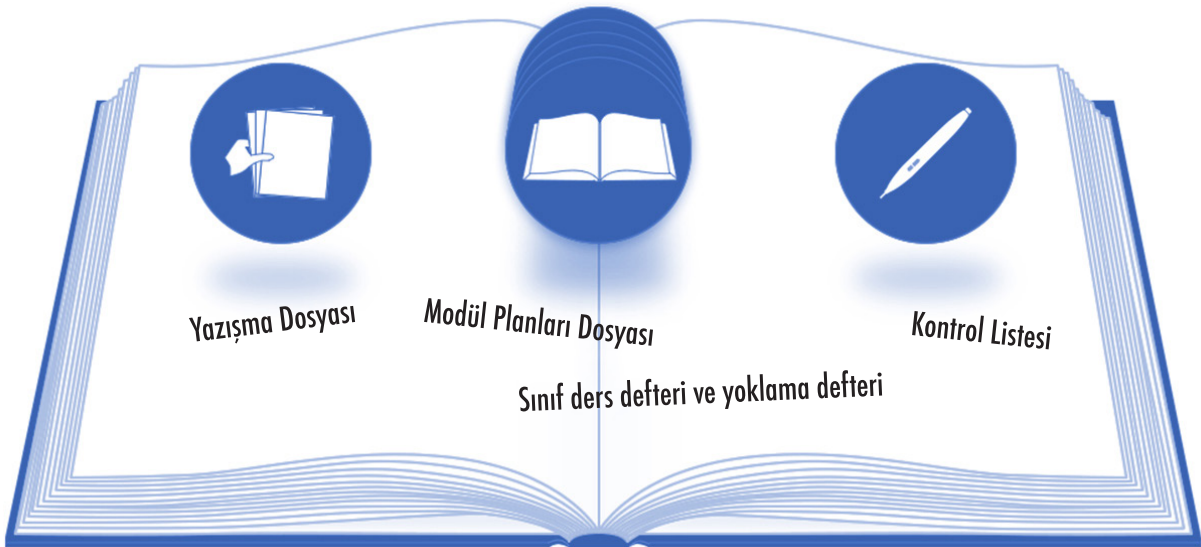 Yazışma Dosyası
Modül Planları Dosyası
Kontrol Listesi
Sınıf ders defteri ve yoklama defteri